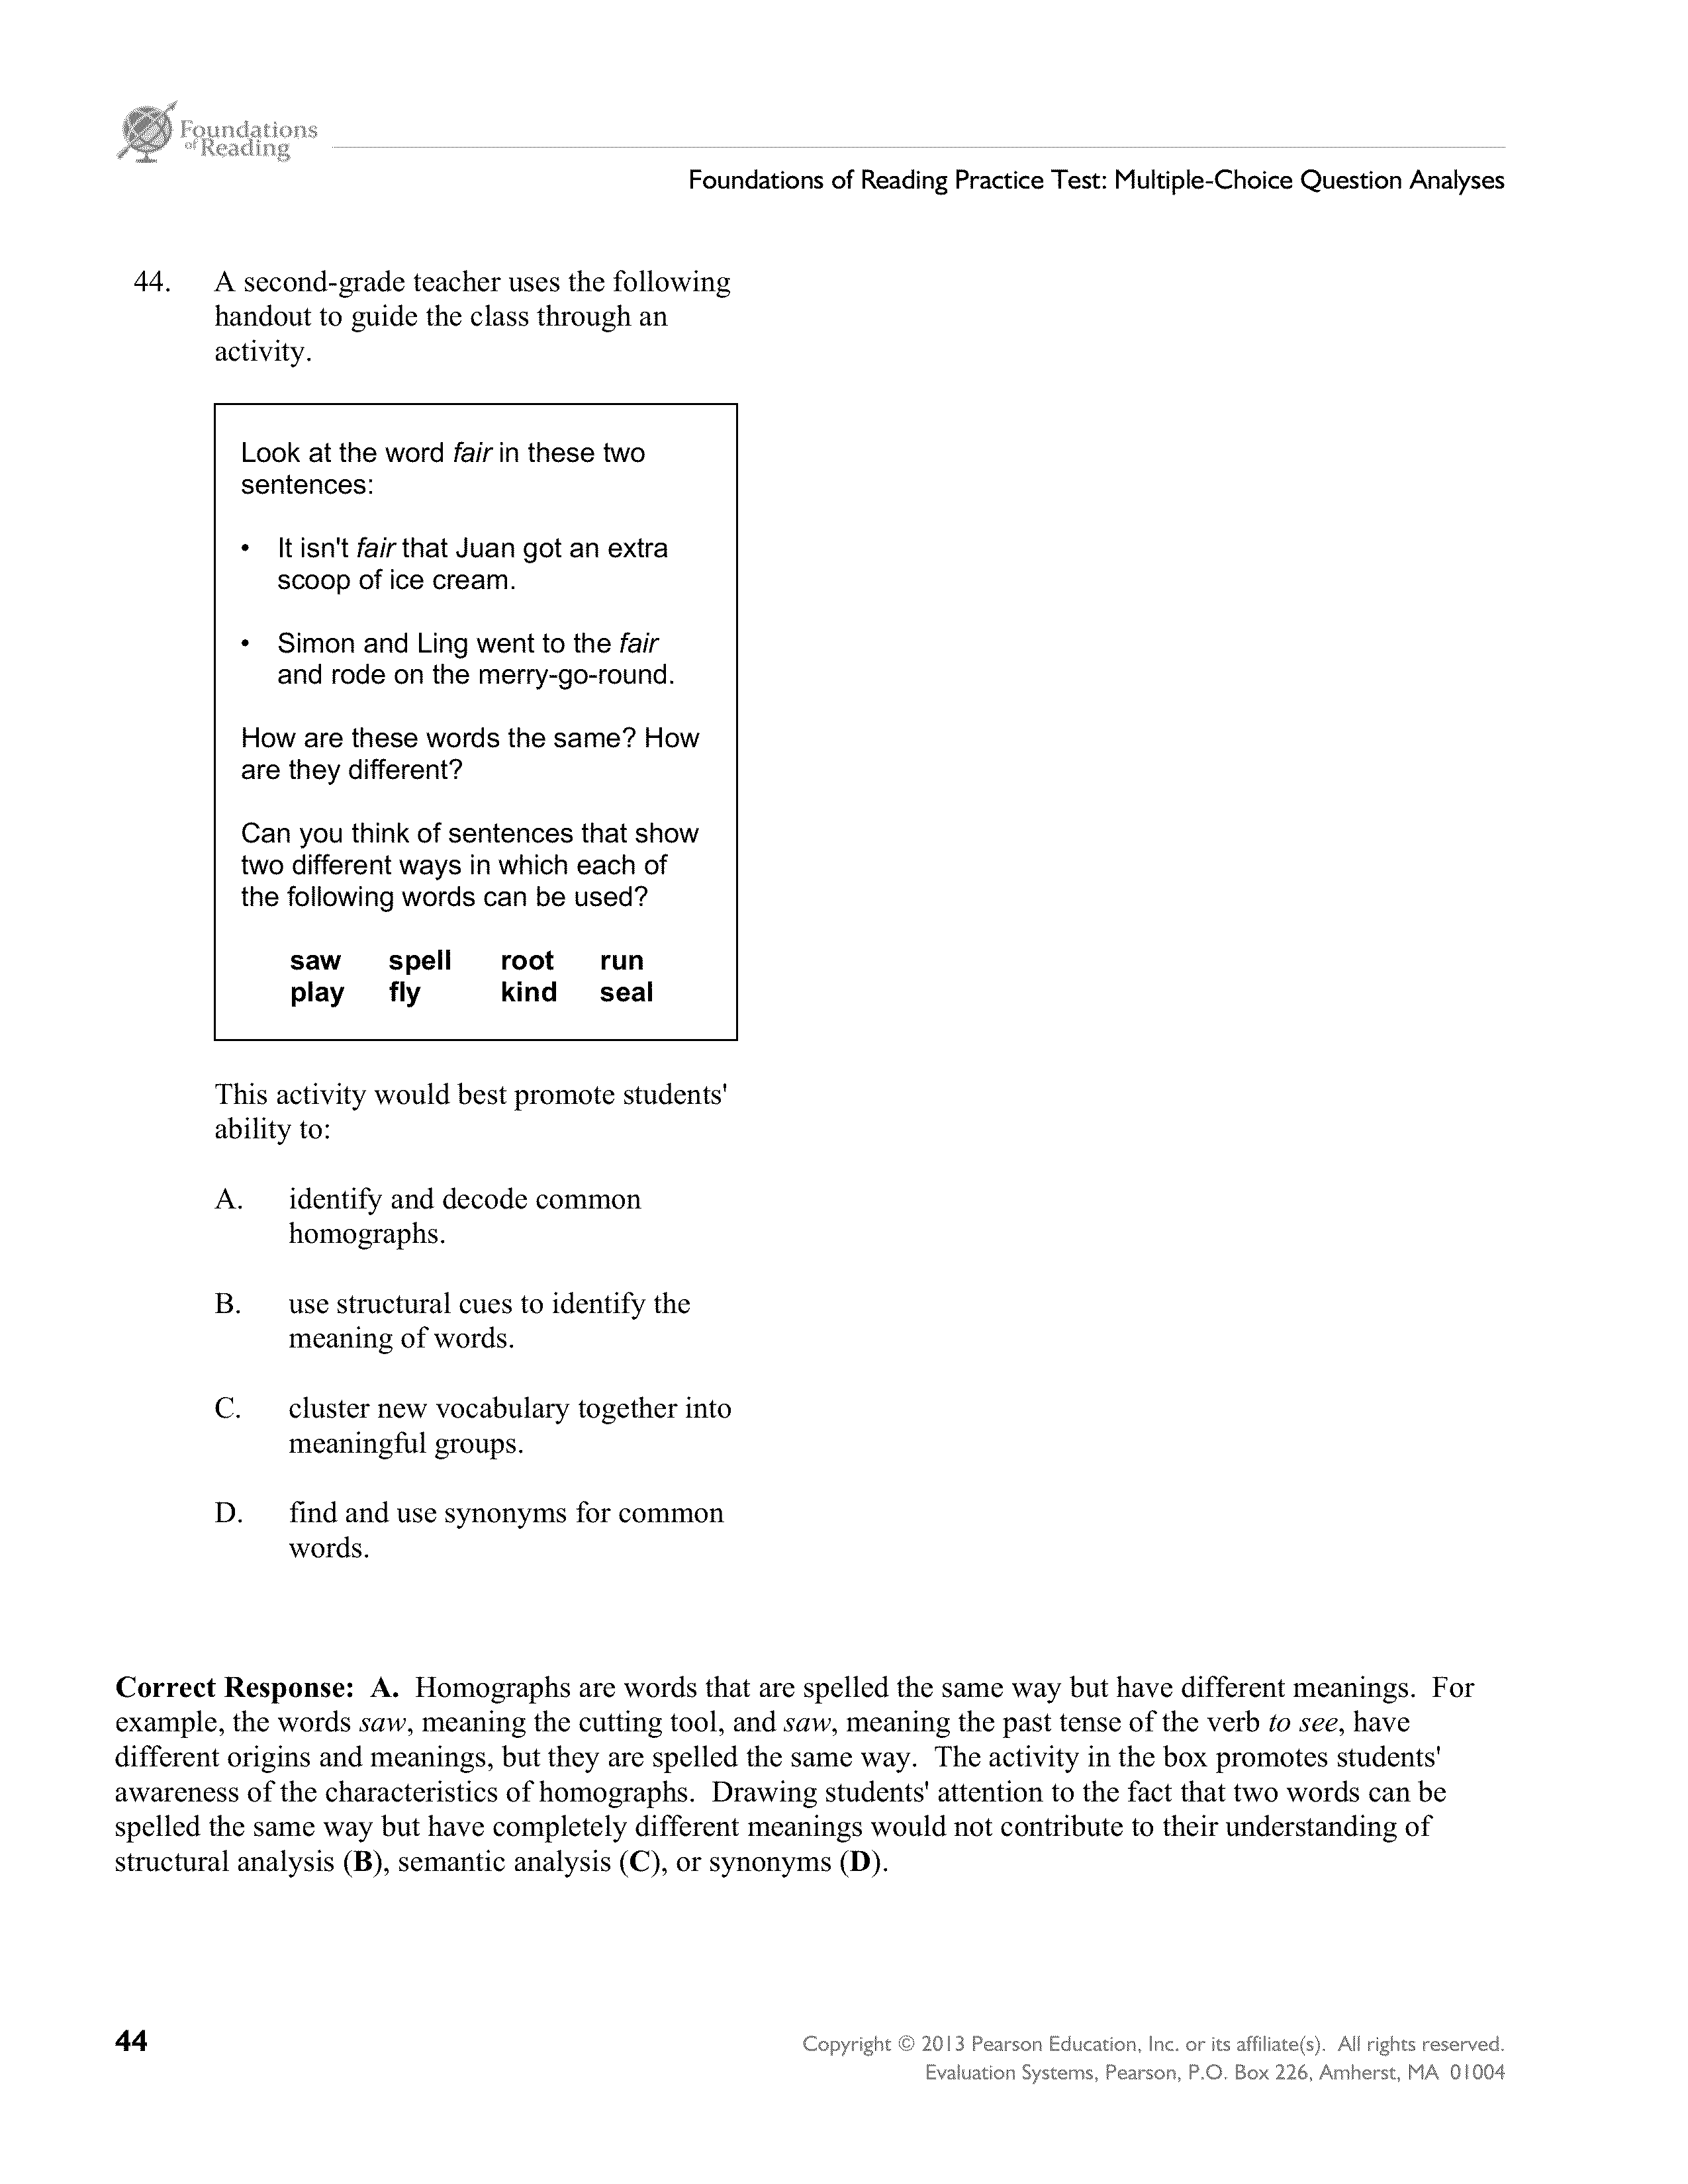 Foundations
of Reading
Foundations of Reading Practice Test: Multiple-Choice Question Analyses
44. A second-grade teacher uses the following
handout to guide the class through an
activity.
Look at the word fair in these two
sentences:
• It isn't fair that Juan got an extra
scoop of ice cream.
• Simon and Ling went to the fair
and rode on the merry-go-round.
How are these words the same? How
are they different?
Can you think of sentences that show
two different ways in which each of
the following words can be used?
saw spell root run
play fly kind seal
This activity would best promote students'
ability to:
A. identify and decode common
homographs.
B. use structural cues to identify the
meaning of words.
C. cluster new vocabulary together into
meaningful groups.
D. find and use synonyms for common
words.
Correct Response: A. Homographs are words that are spelled the same way but have different meanings. For
example, the words saw, meaning the cutting tool, and saw, meaning the past tense of the verb to see, have
different origins and meanings, but they are spelled the same way. The activity in the box promotes students'
awareness of the characteristics of homographs. Drawing students' attention to the fact that two words can be
spelled the same way but have completely different meanings would not contribute to their understanding of
structural analysis (B), semantic analysis (C), or synonyms (D).
44
Copyright © 2013 Pearson Education, Inc. or its affiliate(s). All rights reserved.
Evaluation Systems, Pearson, P.O. Box 226, Amherst, MA 01004